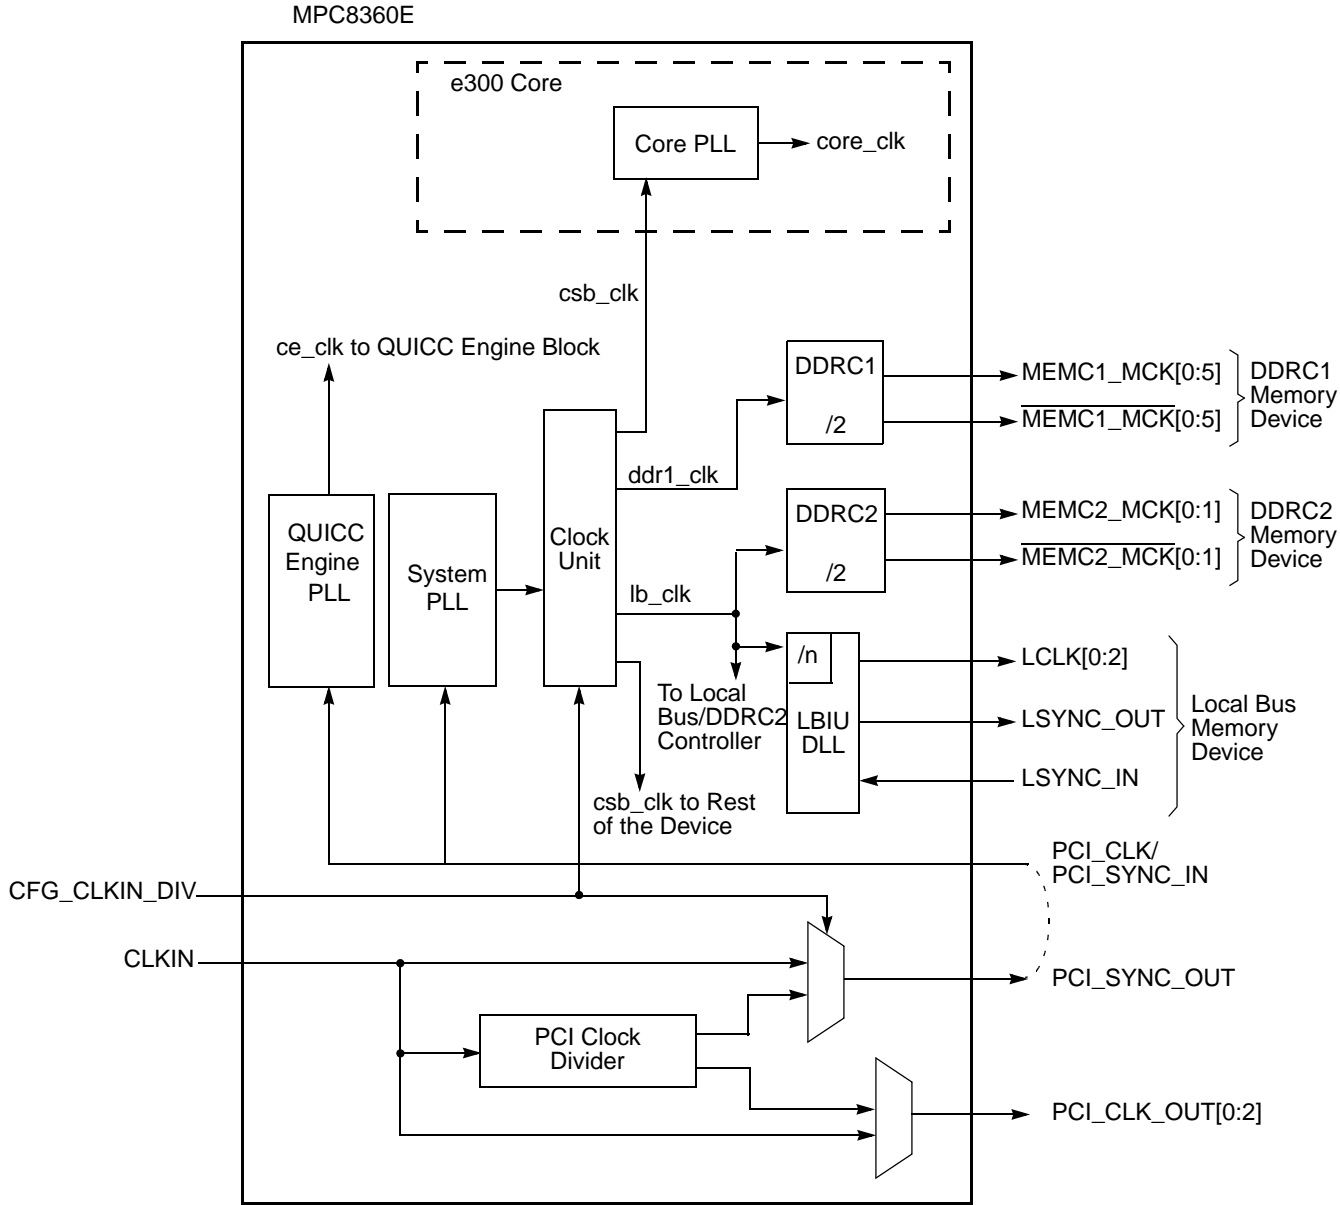 MPC8360E
e300 Core
Core PLL
core_clk
csb_clk
ce_clk to QUICC Engine Block
DDRC1
/2
MEMC1_MCK[0:5]
MEMC1_MCK[0:5]
DDRC1
Memory
Device
ddr1_clk
QUICC
Engine
PLL
System
PLL
Clock
Unit
DDRC2
/2
MEMC2_MCK[0:1]
MEMC2_MCK[0:1]
DDRC2
Memory
Device
lb_clk
/n
LBIU
DLL
To Local
Bus/DDRC2
Controller
LCLK[0:2]
LSYNC_OUT
LSYNC_IN
Local Bus
Memory
Device
csb_clk to Rest
of the Device
PCI_CLK/
PCI_SYNC_IN
CFG_CLKIN_DIV
CLKIN
PCI_SYNC_OUT
PCI Clock
Divider
PCI_CLK_OUT[0:2]